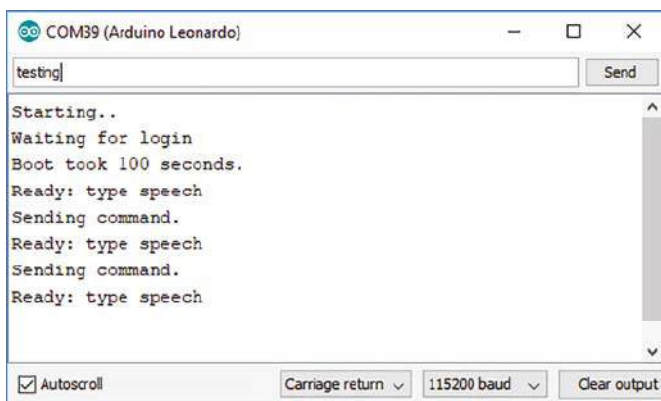 COM39 (Arduino Leonardo)
testing
Send
Starting..
Waiting for login
Boot took 100 seconds.
Ready: type speech
Sending command.
Ready: type speech
Sending command.
Ready: type speech
Autoscroll
Carriage return
115200 baud
Clear output